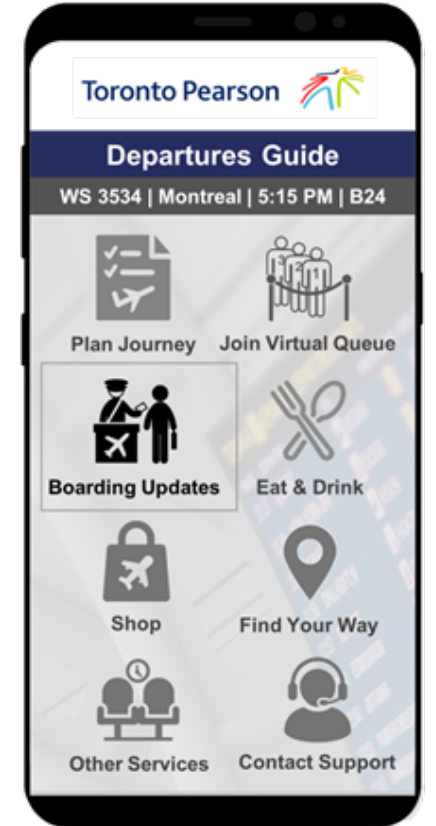 Toronto Pearson
Departures Guide
WS 3534 | Montreal | 5:15 PM | B24
Plan Journey
Join Virtual Queue
Boarding Updates
Eat & Drink
Shop
Find Your Way
Other Services
Contact Support